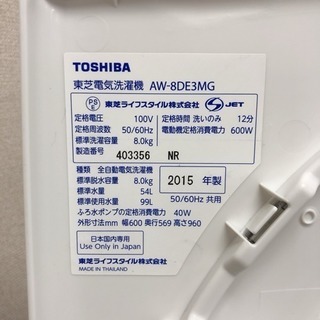 TOSHIBA
東芝電気洗濯機 AW-8DE3MG
PS E 東芝ライフスタイル株式会社 S JET
定格電圧 100V 定格時間 洗いのみ 12分
定格周波数 50/60Hz 電動機定格消費電力 600W
標準洗濯容量 8.0kg
製造番号 403356 NR
種類 全自動電気洗濯機
標準脱水容量 8.0kg 2015 年製
標準水量 54L
標準使用水量 99L 50/60Hz 共用
ふろ水ポンプの定格消費電力 40W
外形寸法mm 幅600 奥行569 高さ960
日本国内専用
Use Only in Japan
東芝ライフスタイル株式会社
MADE IN THAILAND